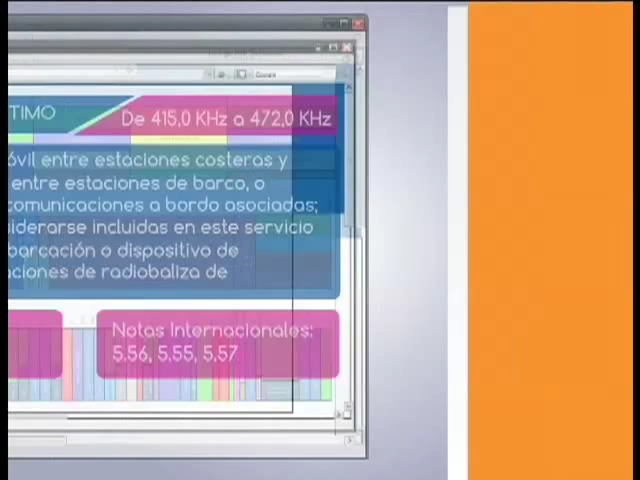 TIMO
De 415,0 KHz a 472,0 KHz
óvil entre estaciones costeras y
entre estaciones de barco, o
comunicaciones a bordo asociadas;
siderarse incluidas en este servicio
barcación o dispositivo de
aciones de radiobaliza de
Notas Internacionales:
5.56, 5.55, 5.57